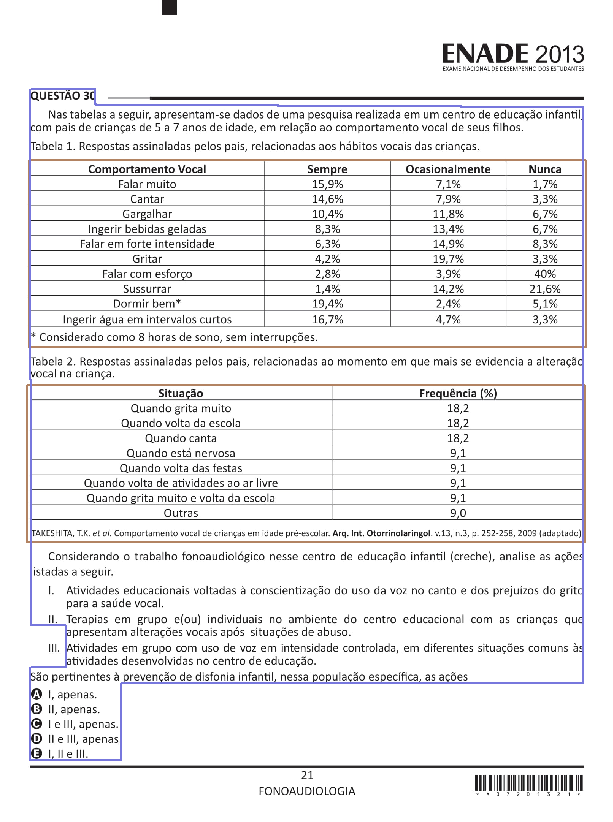 ENADE 2013
EXAME NACIONAL DE DESEMPENHO DOS ESTUDANTES
QUESTÃO 30
Nas tabelas a seguir, apresentam-se dados de uma pesquisa realizada em um centro de educação infantil,
com pais de crianças de 5 a 7 anos de idade, em relação ao comportamento vocal de seus filhos.
Tabela 1. Respostas assinaladas pelos pais, relacionadas aos hábitos vocais das crianças.
Comportamento Vocal Sempre Ocasionalmente Nunca
Falar muito 15,9% 7,1% 1,7%
Cantar 14,6% 7,9% 3,3%
Gargalhar 10,4% 11,8% 6,7%
Ingerir bebidas geladas 8,3% 13,4% 6,7%
Falar em forte intensidade 6,3% 14,9% 8,3%
Gritar 4,2% 19,7% 3,3%
Falar com esforço 2,8% 3,9% 40%
Sussurrar 1,4% 14,2% 21,6%
Dormir bem* 19,4% 2,4% 5,1%
Ingerir água em intervalos curtos 16,7% 4,7% 3,3%
* Considerado como 8 horas de sono, sem interrupções.
Tabela 2. Respostas assinaladas pelos pais, relacionadas ao momento em que mais se evidencia a alteração
vocal na criança.
Situação Frequência (%)
Quando grita muito 18,2
Quando volta da escola 18,2
Quando canta 18,2
Quando está nervosa 9,1
Quando volta das festas 9,1
Quando volta de atividades ao ar livre 9,1
Quando grita muito e volta da escola 9,1
Outras 9,0
TAKESHITA, T.K. et al. Comportamento vocal de crianças em idade pré-escolar. Arq. Int. Otorrinolaringol. v.13, n.3, p. 252-258, 2009 (adaptado).
Considerando o trabalho fonoaudiológico nesse centro de educação infantil (creche), analise as ações
listadas a seguir.
I. Atividades educacionais voltadas à conscientização do uso da voz no canto e dos prejuízos do grito
para a saúde vocal.
II. Terapias em grupo e(ou) individuais no ambiente do centro educacional com as crianças que
apresentam alterações vocais após situações de abuso.
III. Atividades em grupo com uso de voz em intensidade controlada, em diferentes situações comuns às
atividades desenvolvidas no centro de educação.
São pertinentes à prevenção de disfonia infantil, nessa população específica, as ações
A I, apenas.
B II, apenas.
C I e III, apenas.
D II e III, apenas
E I, II e III.
21
FONOAUDIOLOGIA